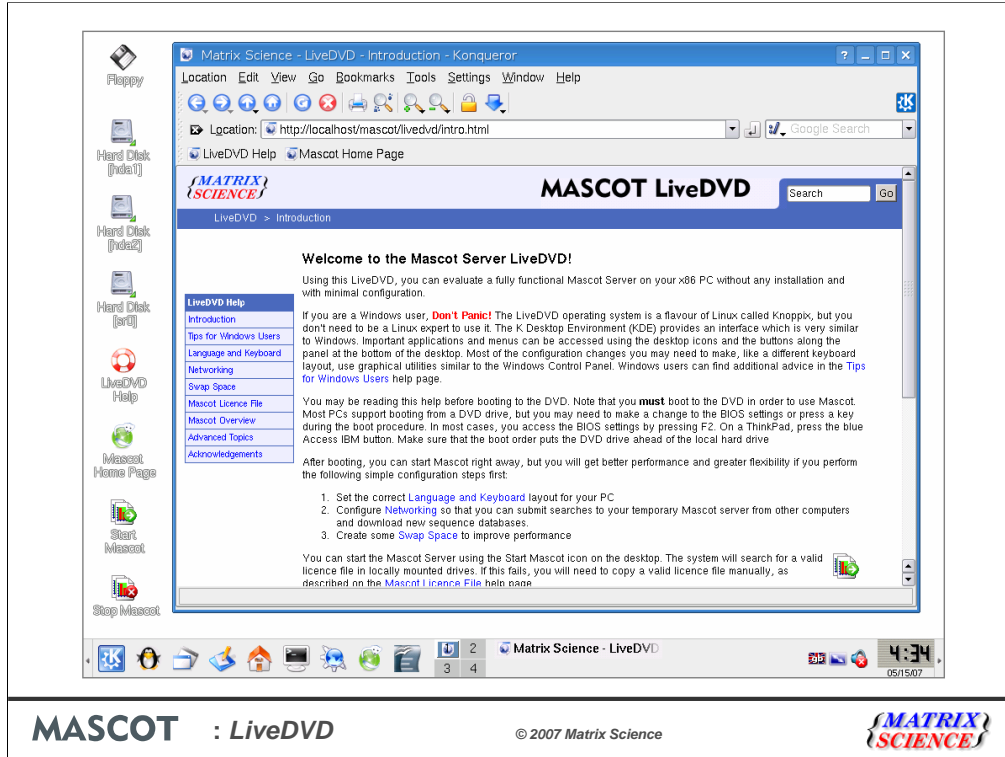 Floppy
Hard Disk
[hda1]
Hard Disk
[hda2]
Hard Disk
[sr0]
LiveDVD
Help
Mascot
Home Page
Start
Mascot
Stop Mascot
Matrix Science - LiveDVD - Introduction - Konqueror
Location Edit View Go Bookmarks Tools Settings Window Help
Location: http://localhost/mascot/livedvd/intro.html
Google Search
LiveDVD Help Mascot Home Page
MATRIX
SCIENCE
MASCOT LiveDVD
Search
Go
LiveDVD > Introduction
LiveDVD Help
Introduction
Tips for Windows Users
Language and Keyboard
Networking
Swap Space
Mascot Licence File
Mascot Overview
Advanced Topics
Acknowledgements
Welcome to the Mascot Server LiveDVD!
Using this LiveDVD, you can evaluate a fully functional Mascot Server on your x86 PC without any installation and
with minimal configuration.
If you are a Windows user, Don't Panic! The LiveDVD operating system is a flavour of Linux called Knoppix, but you
don't need to be a Linux expert to use it. The K Desktop Environment (KDE) provides an interface which is very similar
to Windows. Important applications and menus can be accessed using the desktop icons and the buttons along the
panel at the bottom of the desktop. Most of the configuration changes you may need to make, like a different keyboard
layout, use graphical utilities similar to the Windows Control Panel. Windows users can find additional advice in the Tips
for Windows Users help page.
You may be reading this help before booting to the DVD. Note that you must boot to the DVD in order to use Mascot.
Most PCs support booting from a DVD drive, but you may need to make a change to the BIOS settings or press a key
during the boot procedure. In most cases, you access the BIOS settings by pressing F2. On a ThinkPad, press the blue
Access IBM button. Make sure that the boot order puts the DVD drive ahead of the local hard drive
After booting, you can start Mascot right away, but you will get better performance and greater flexibility if you perform
the following simple configuration steps first:
1. Set the correct Language and Keyboard layout for your PC
2. Configure Networking so that you can submit searches to your temporary Mascot server from other computers
and download new sequence databases.
3. Create some Swap Space to improve performance
You can start the Mascot Server using the Start Mascot icon on the desktop. The system will search for a valid
licence file in locally mounted drives. If this fails, you will need to copy a valid licence file manually, as
described on the Mascot Licence File help page
2
3 4
Matrix Science - LiveDVD
4:34
05/15/07
MASCOT : LiveDVD
© 2007 Matrix Science
MATRIX
SCIENCE